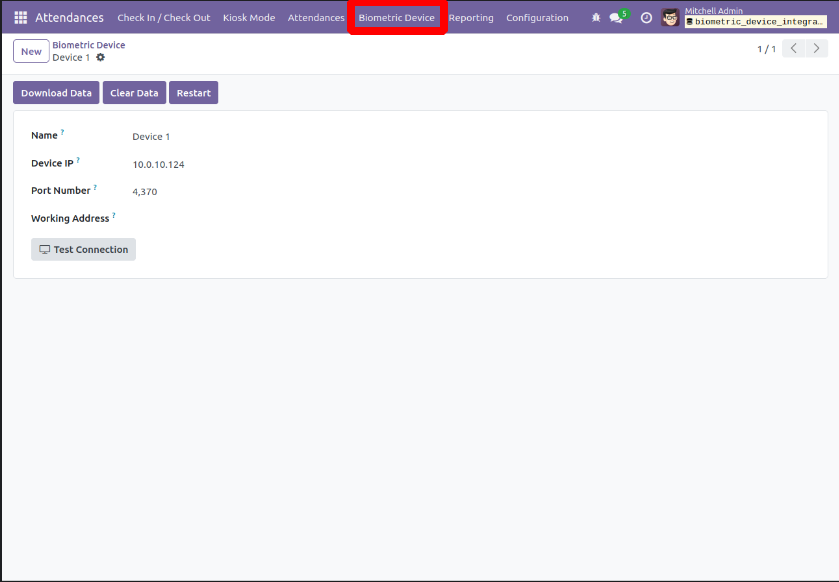 Attendances Check In / Check Out Kiosk Mode Attendances Biometric Device Reporting Configuration 5 Mitchell Admin
biometric_device_integra...
New Biometric Device
Device 1
1 / 1
Download Data Clear Data Restart
Name ? Device 1
Device IP ? 10.0.10.124
Port Number ? 4,370
Working Address ?
Test Connection